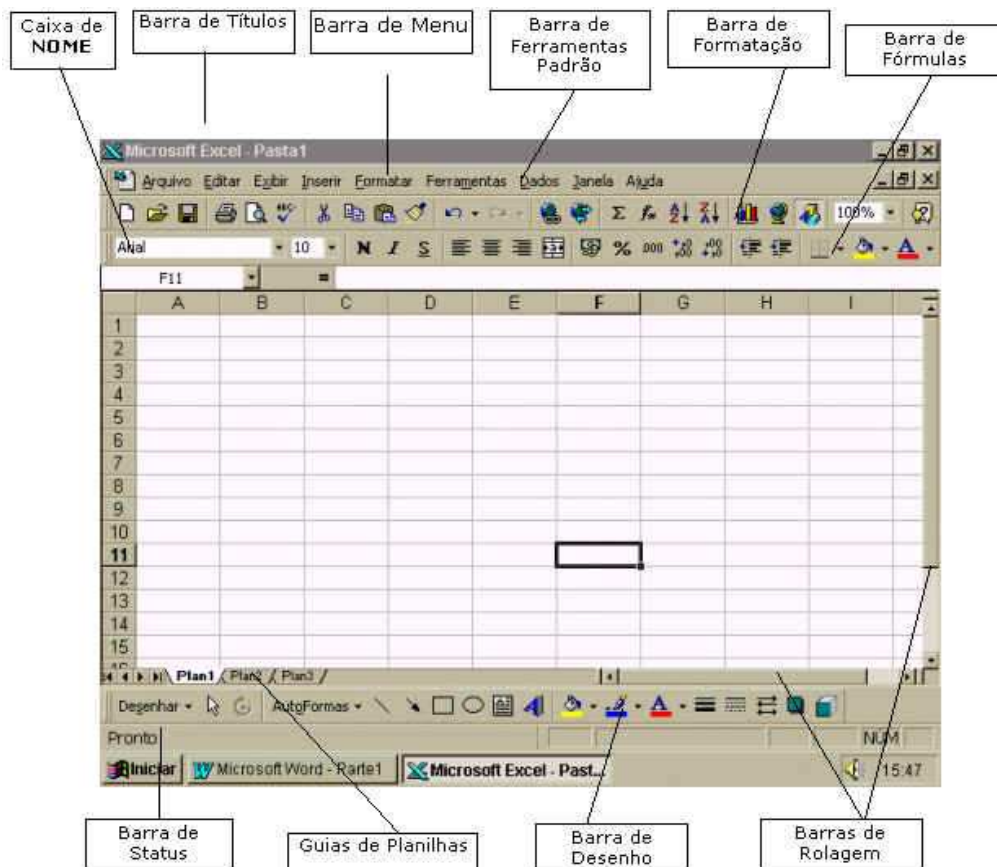 Caixa de
NOME
Barra de Títulos
Barra de Menu
Barra de
Ferramentas
Padrão
Barra de
Formatação
Barra de
Fórmulas
Microsoft Excel - Pasta1
Arquivo Editar Exibir Inserir Formatar Ferramentas Dados Janela Ajuda
100%
Arial 10 N I S % 000
F11 =
A B C D E F G H I
1
2
3
4
5
6
7
8
9
10
11
12
13
14
15
Plan1 / Plan2 / Plan3 /
Desenhar AutoFormas
Pronto NUM
Iniciar Microsoft Word - Parte1 Microsoft Excel - Past... 15:47
Barra de
Status
Guias de Planilhas
Barra de
Desenho
Barras de
Rolagem